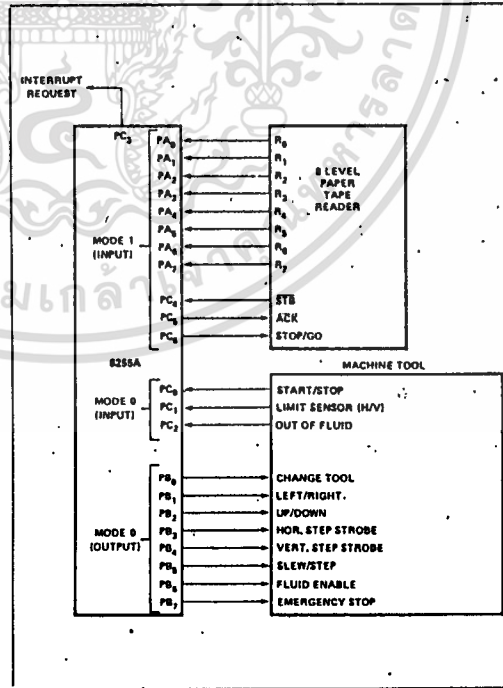 INTERRUPT
REQUEST
PC3
PA0
PA1
PA2
PA3
PA4
PA5
PA6
PA7
MODE 1
(INPUT)
PC4
PC5
PC6
R0
R1
R2
R3
R4
R5
R6
R7
8 LEVEL
PAPER
TAPE
READER
STB
ACK
STOP/GO
8255A
MACHINE TOOL
MODE 0
(INPUT)
PC0
PC1
PC2
START/STOP
LIMIT SENSOR (H/V)
OUT OF FLUID
MODE 0
(OUTPUT)
PB0
PB1
PB2
PB3
PB4
PB5
PB6
PB7
CHANGE TOOL
LEFT/RIGHT
UP/DOWN
HOR. STEP STROBE
VERT. STEP STROBE
SLEW/STEP
FLUID ENABLE
EMERGENCY STOP